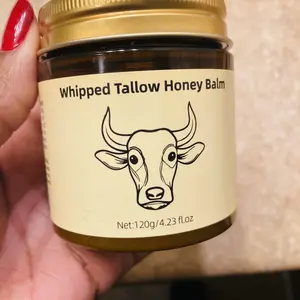 Whipped Tallow Honey Balm
Net:120g/4.23 fl.oz